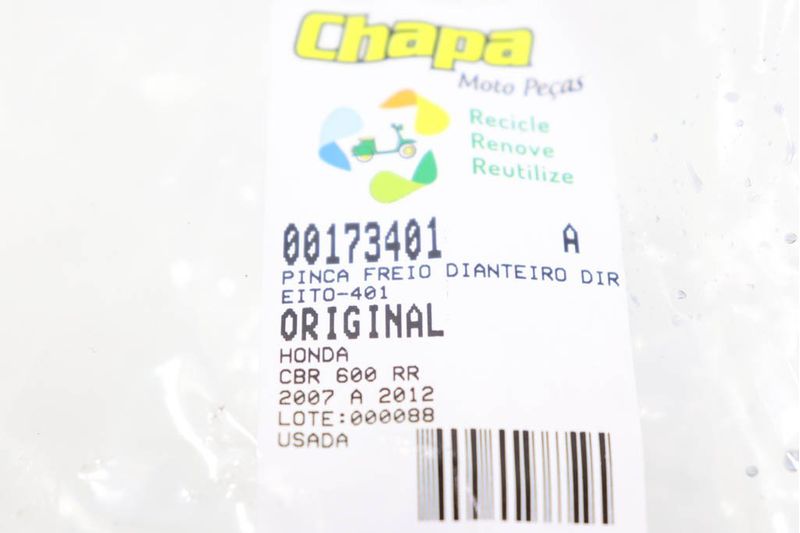 Chapa
Moto Peças
Recicle
Renove
Reutilize
00173401 A
PINCA FREIO DIANTEIRO DIR
EITO-401
ORIGINAL
HONDA
CBR 600 RR
2007 A 2012
LOTE:000088
USADA